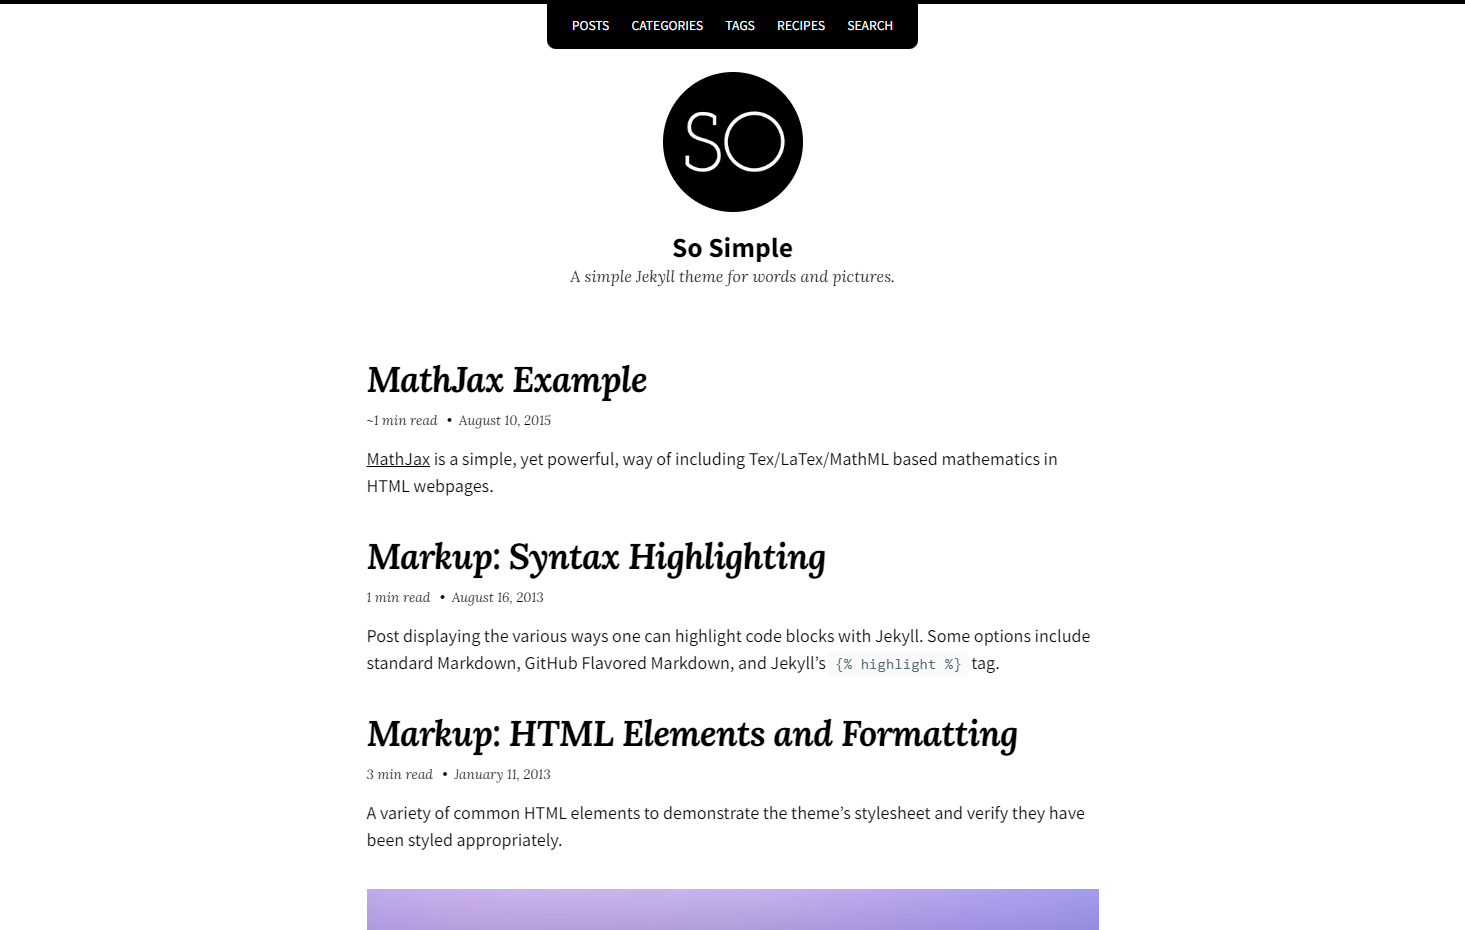 POSTS CATEGORIES TAGS RECIPES SEARCH
SO
So Simple
A simple Jekyll theme for words and pictures.
MathJax Example
~1 min read • August 10, 2015
MathJax is a simple, yet powerful, way of including Tex/LaTex/MathML based mathematics in
HTML webpages.
Markup: Syntax Highlighting
1 min read • August 16, 2013
Post displaying the various ways one can highlight code blocks with Jekyll. Some options include
standard Markdown, GitHub Flavored Markdown, and Jekyll’s {% highlight %} tag.
Markup: HTML Elements and Formatting
3 min read • January 11, 2013
A variety of common HTML elements to demonstrate the theme’s stylesheet and verify they have
been styled appropriately.